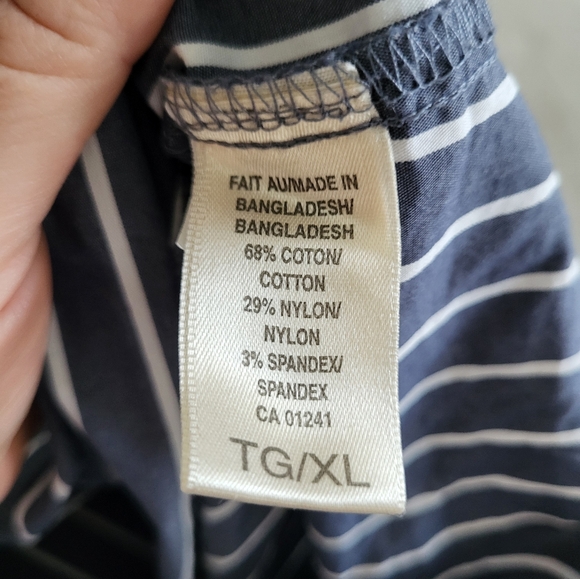 FAIT AU/MADE IN
BANGLADESH/
BANGLADESH
68% COTON/
COTTON
29% NYLON/
NYLON
3% SPANDEX/
SPANDEX
CA 01241
TG/XL